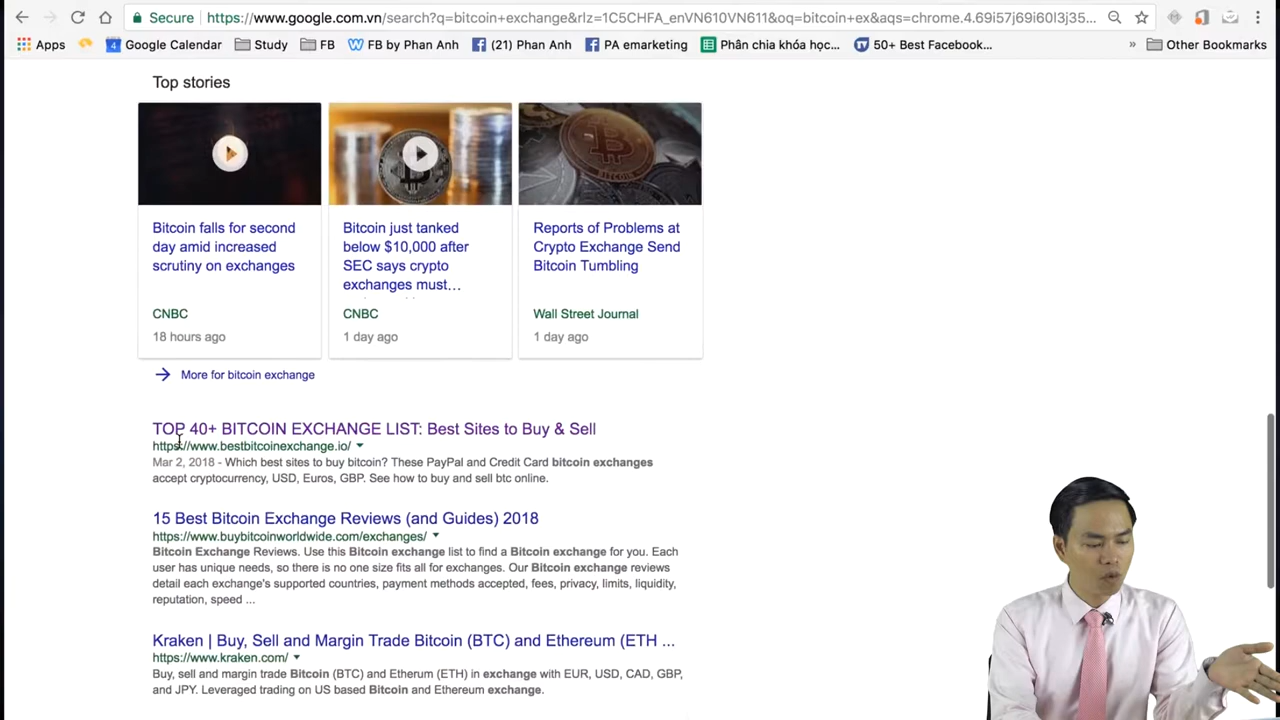 Secure
https://www.google.com.vn/search?q=bitcoin+exchange&rlz=1C5CHFA_enVN610VN611&oq=bitcoin+ex&aqs=chrome.4.69i57j69i60l3j35...
Apps
4
Google Calendar
Study
FB
FB by Phan Anh
(21) Phan Anh
PA emarketing
Phân chia khóa học...
50+ Best Facebook...
»
Other Bookmarks
Top stories
Bitcoin falls for second
day amid increased
scrutiny on exchanges
CNBC
18 hours ago
Bitcoin just tanked
below $10,000 after
SEC says crypto
exchanges must...
CNBC
1 day ago
Reports of Problems at
Crypto Exchange Send
Bitcoin Tumbling
Wall Street Journal
1 day ago
More for bitcoin exchange
TOP 40+ BITCOIN EXCHANGE LIST: Best Sites to Buy & Sell
https://www.bestbitcoinexchange.io/
Mar 2, 2018 - Which best sites to buy bitcoin? These PayPal and Credit Card bitcoin exchanges
accept cryptocurrency, USD, Euros, GBP. See how to buy and sell btc online.
15 Best Bitcoin Exchange Reviews (and Guides) 2018
https://www.buybitcoinworldwide.com/exchanges/
Bitcoin Exchange Reviews. Use this Bitcoin exchange list to find a Bitcoin exchange for you. Each
user has unique needs, so there is no one size fits all for exchanges. Our Bitcoin exchange reviews
detail each exchange's supported countries, payment methods accepted, fees, privacy, limits, liquidity,
reputation, speed ...
Kraken | Buy, Sell and Margin Trade Bitcoin (BTC) and Ethereum (ETH ...
https://www.kraken.com/
Buy, sell and margin trade Bitcoin (BTC) and Etherum (ETH) in exchange with EUR, USD, CAD, GBP,
and JPY. Leveraged trading on US based Bitcoin and Ethereum exchange.